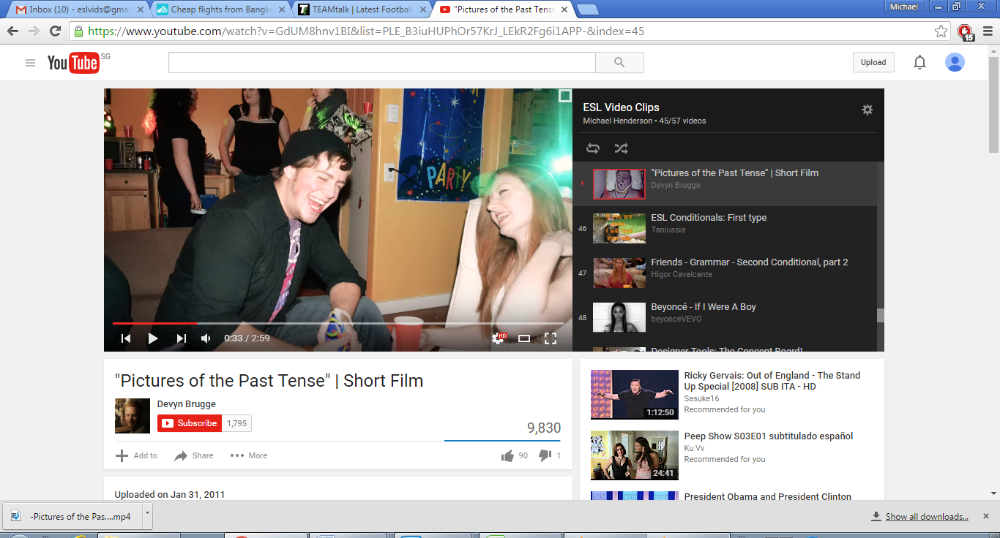 Inbox (10) - eslvids@gma
Cheap flights from Bangk
TEAMtalk | Latest Football
"Pictures of the Past Tense
Michael
https://www.youtube.com/watch?v=GdUM8hnv1BI&list=PLE_B3iuHUPhOr57KrJ_LEkR2Fg6i1APP-&index=45
15
YouTube SG
Upload
PARTY
ESL Video Clips
Michael Henderson • 45/57 videos
"Pictures of the Past Tense" | Short Film
Devyn Brugge
46
ESL Conditionals: First type
Taniussia
47
Friends - Grammar - Second Conditional, part 2
Higor Cavalcante
48
Beyoncé - If I Were A Boy
beyonceVEVO
Designer Tools: The Concept Board!
0:33 / 2:59
HD
"Pictures of the Past Tense" | Short Film
Devyn Brugge
Subscribe 1,795
9,830
Add to Share More 90 1
Uploaded on Jan 31, 2011
Ricky Gervais: Out of England - The Stand
Up Special [2008] SUB ITA - HD
Sasuke16
Recommended for you
1:12:50
Peep Show S03E01 subtitulado español
Ku Vv
Recommended for you
24:41
President Obama and President Clinton
-Pictures of the Pas....mp4
Show all downloads...